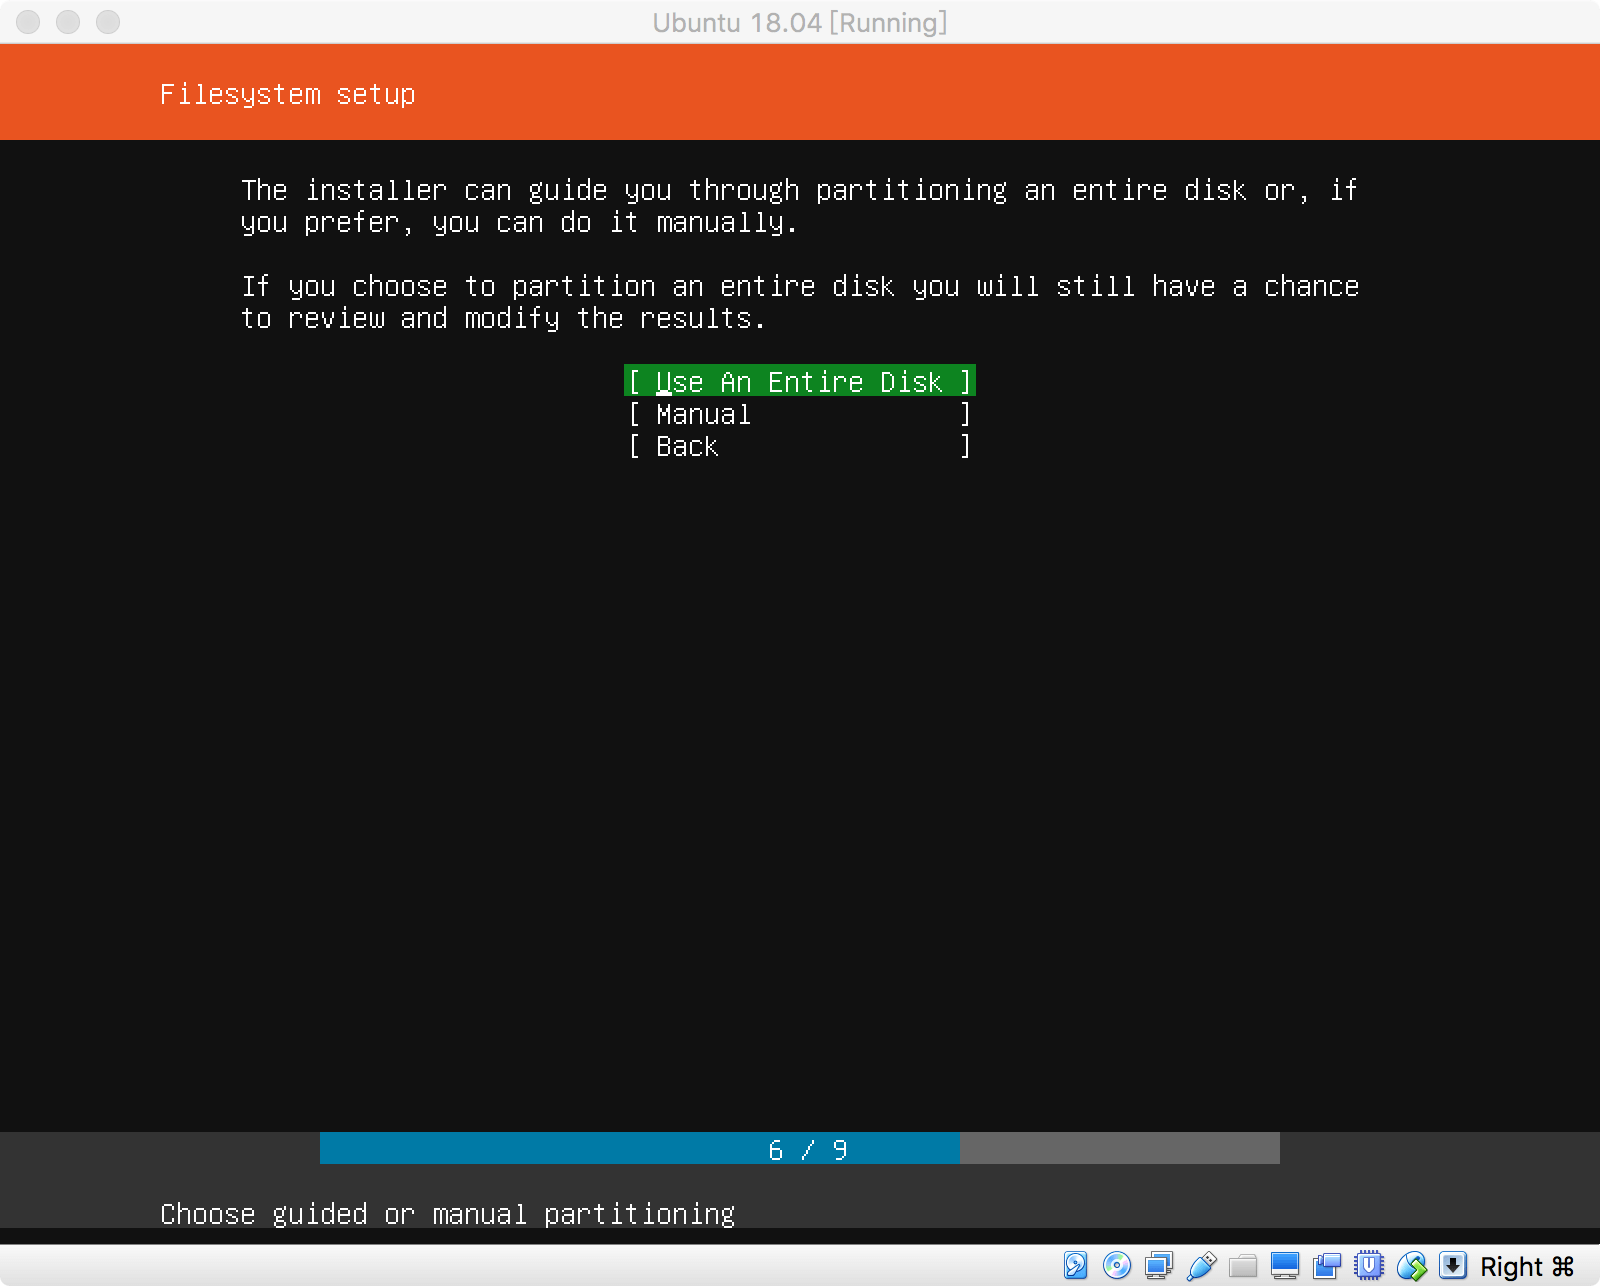 Ubuntu 18.04 [Running]
Filesystem setup
The installer can guide you through partitioning an entire disk or, if
you prefer, you can do it manually.
If you choose to partition an entire disk you will still have a chance
to review and modify the results.
[ Use An Entire Disk ]
[ Manual ]
[ Back ]
6 / 9
Choose guided or manual partitioning
Right ⌘